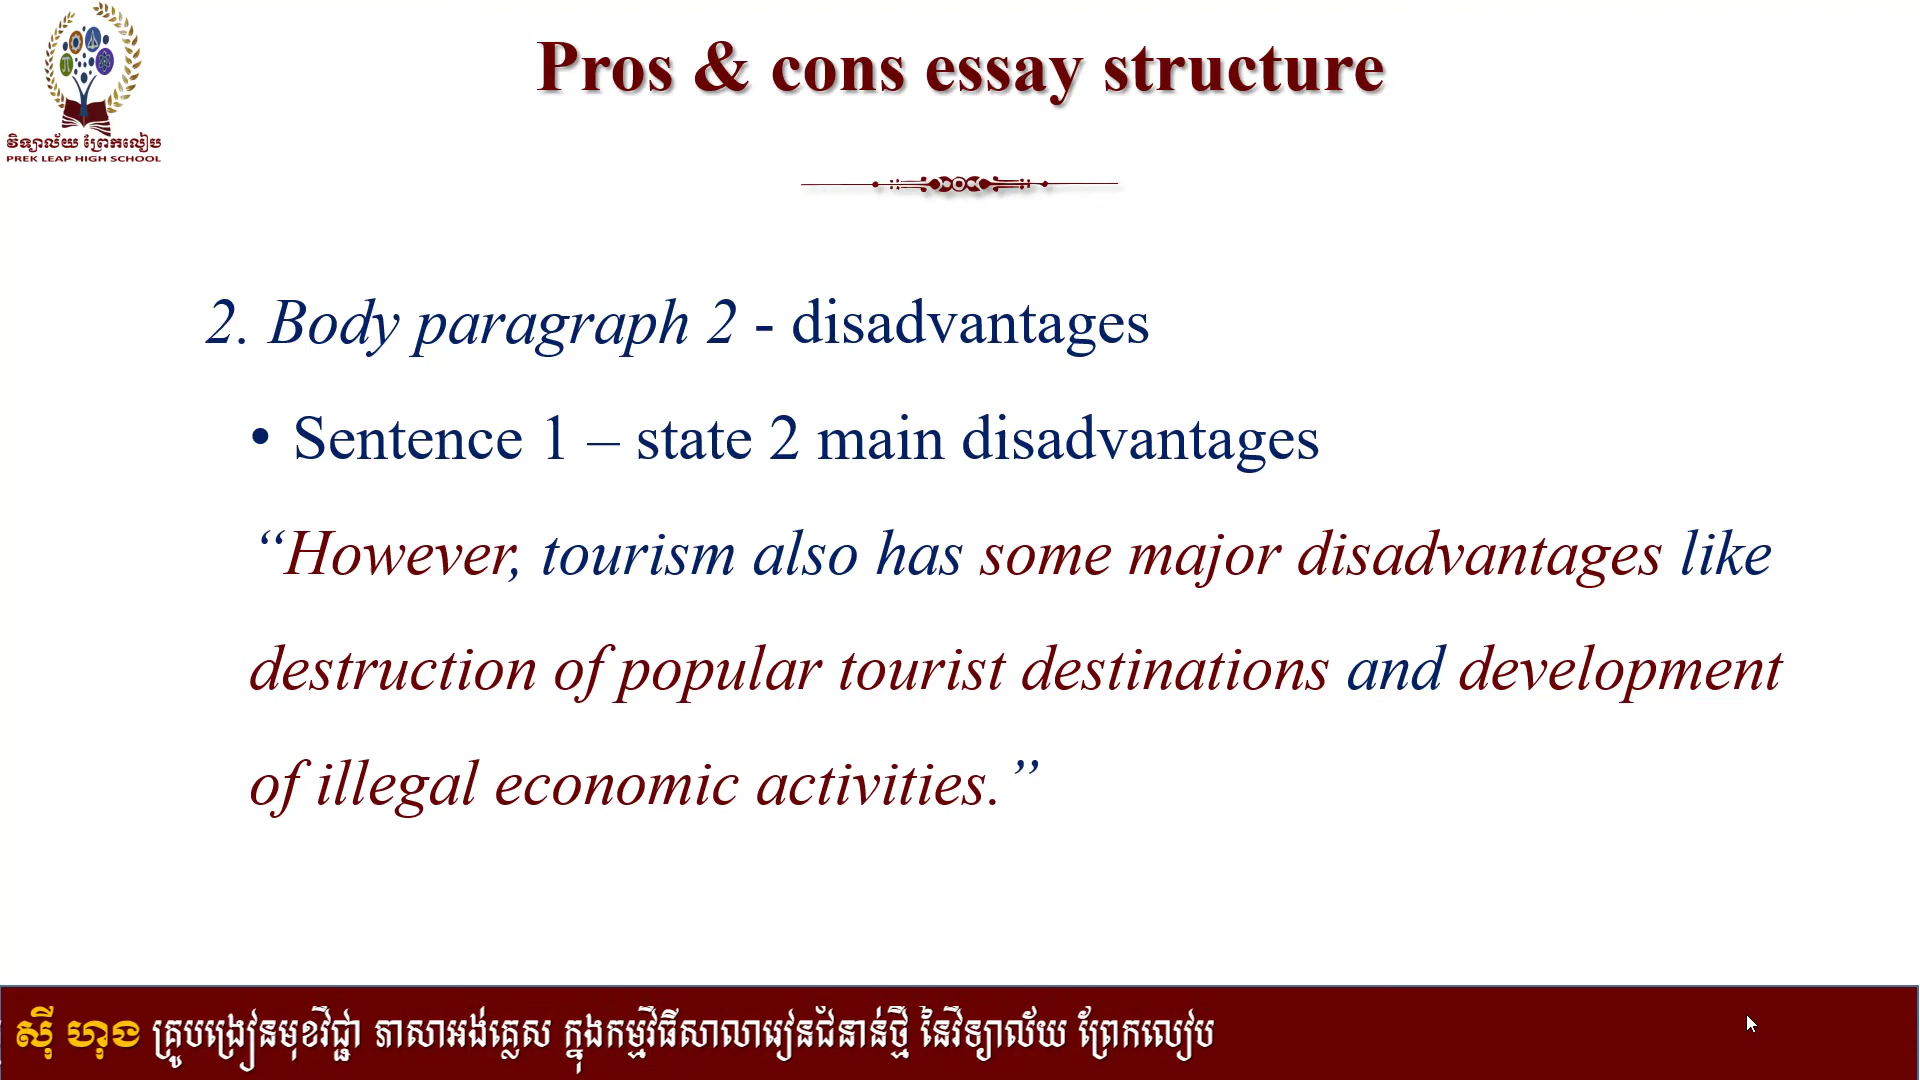 Pros & cons essay structure
វិទ្យាល័យ ព្រែកលៀប
PREK LEAP HIGH SCHOOL
2. Body paragraph 2 - disadvantages
• Sentence 1 – state 2 main disadvantages
“However, tourism also has some major disadvantages like
destruction of popular tourist destinations and development
of illegal economic activities.”
ស៊ី ហុង គ្រូបង្រៀនមុខវិជ្ជា ភាសាអង់គ្លេស ក្នុងកម្មវិធីសាលារៀនជំនាន់ថ្មី នៃវិទ្យាល័យ ព្រែកលៀប